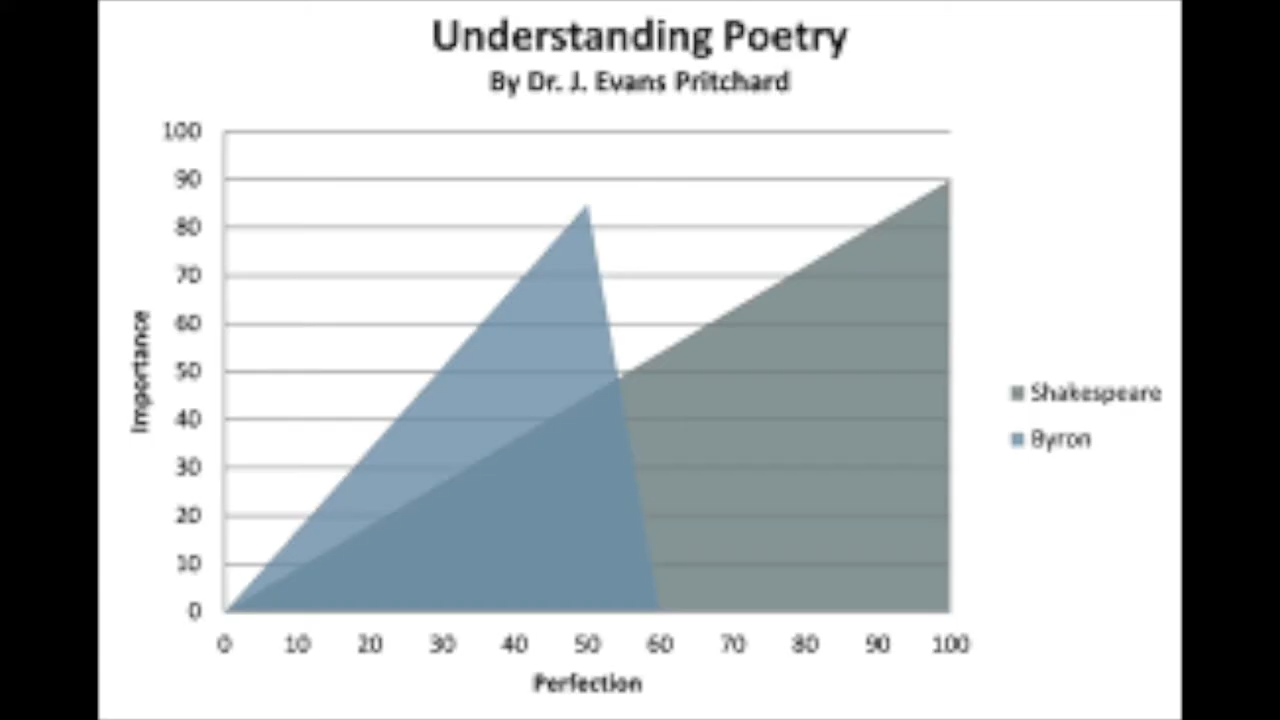 Understanding Poetry
By Dr. J. Evans Pritchard
100
90
80
70
60
50
40
30
20
10
0
Importance
0 10 20 30 40 50 60 70 80 90 100
Perfection
Shakespeare
Byron